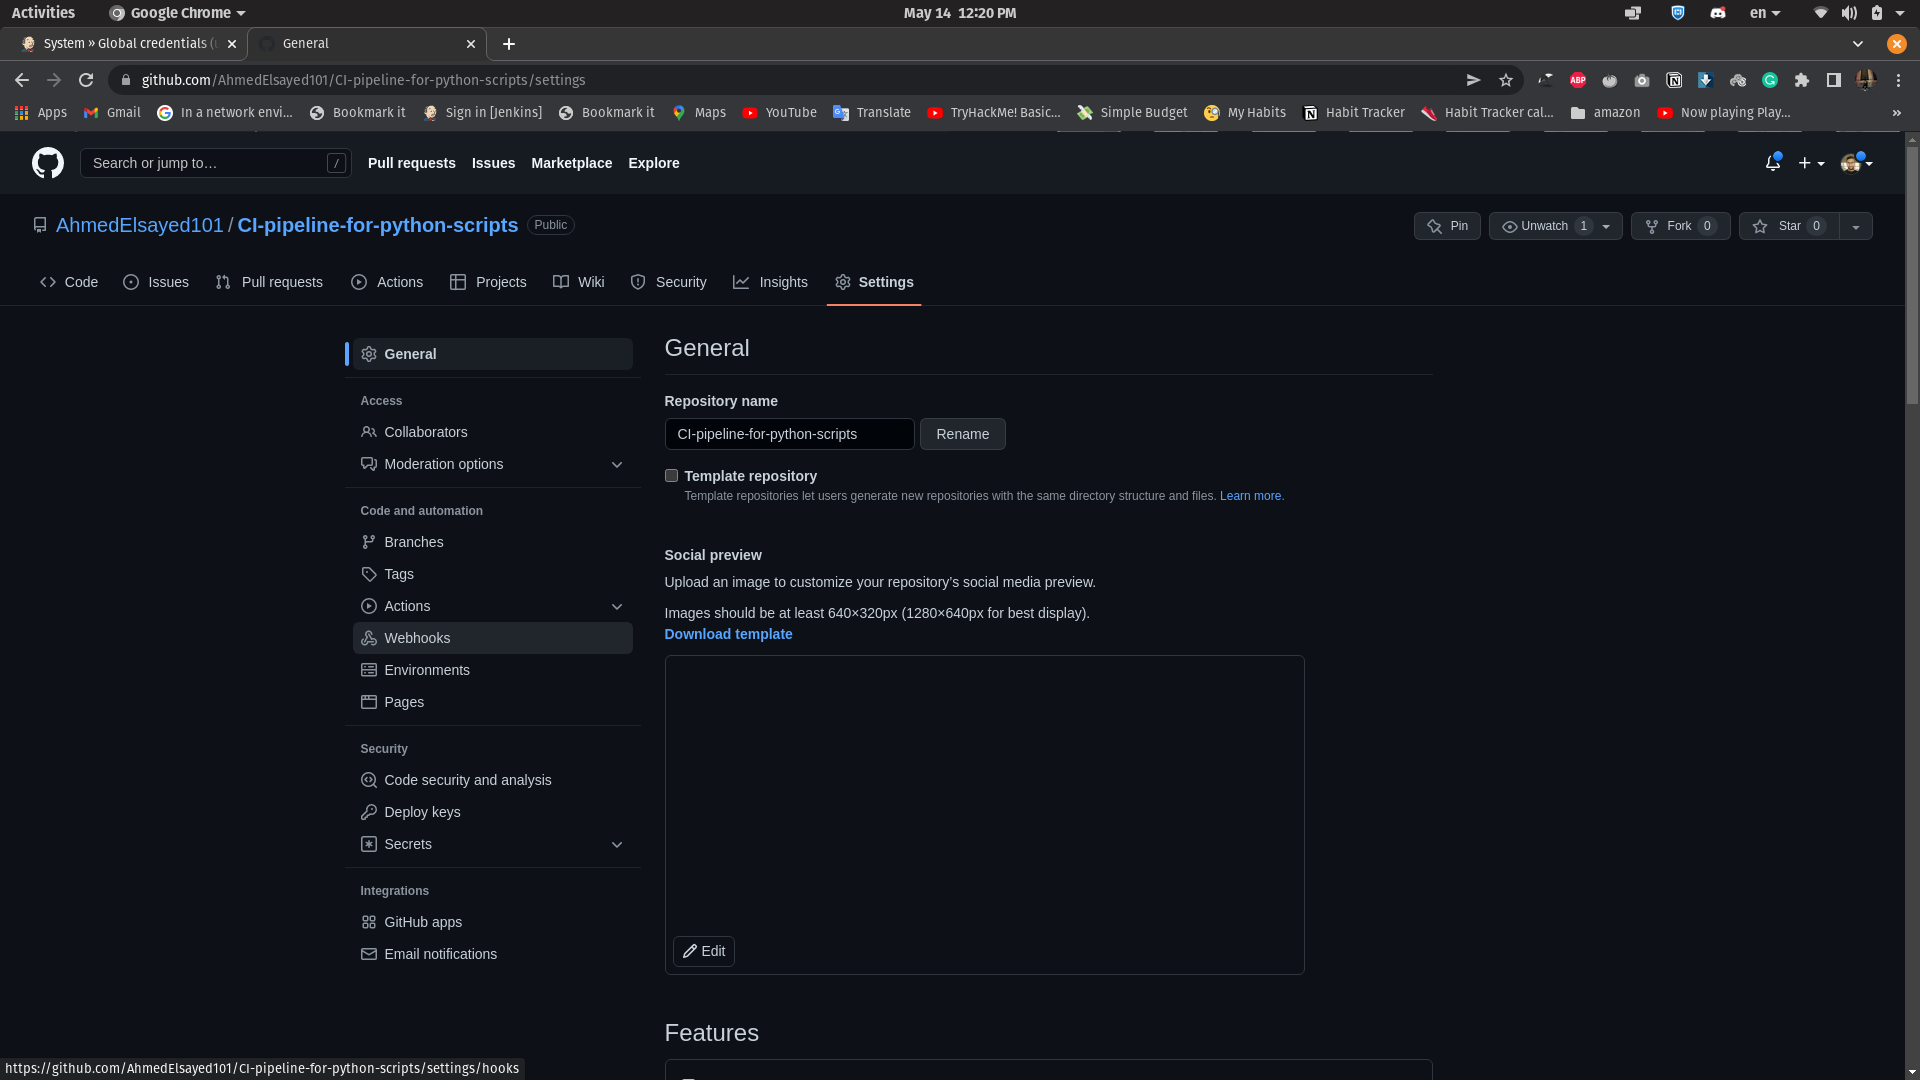 Activities Google Chrome May 14 12:20 PM en
System » Global credentials (u General
github.com/AhmedElsayed101/CI-pipeline-for-python-scripts/settings
Apps Gmail In a network envi... Bookmark it Sign in [Jenkins] Bookmark it Maps YouTube Translate TryHackMe! Basic... Simple Budget My Habits Habit Tracker Habit Tracker cal... amazon Now playing Play... »
Search or jump to... / Pull requests Issues Marketplace Explore
AhmedElsayed101 / CI-pipeline-for-python-scripts Public Pin Unwatch 1 Fork 0 Star 0
Code Issues Pull requests Actions Projects Wiki Security Insights Settings
General
Access
Collaborators
Moderation options
Code and automation
Branches
Tags
Actions
Webhooks
Environments
Pages
Security
Code security and analysis
Deploy keys
Secrets
Integrations
GitHub apps
Email notifications
General
Repository name
CI-pipeline-for-python-scripts Rename
Template repository
Template repositories let users generate new repositories with the same directory structure and files. Learn more.
Social preview
Upload an image to customize your repository's social media preview.
Images should be at least 640×320px (1280×640px for best display).
Download template
Edit
Features
https://github.com/AhmedElsayed101/CI-pipeline-for-python-scripts/settings/hooks